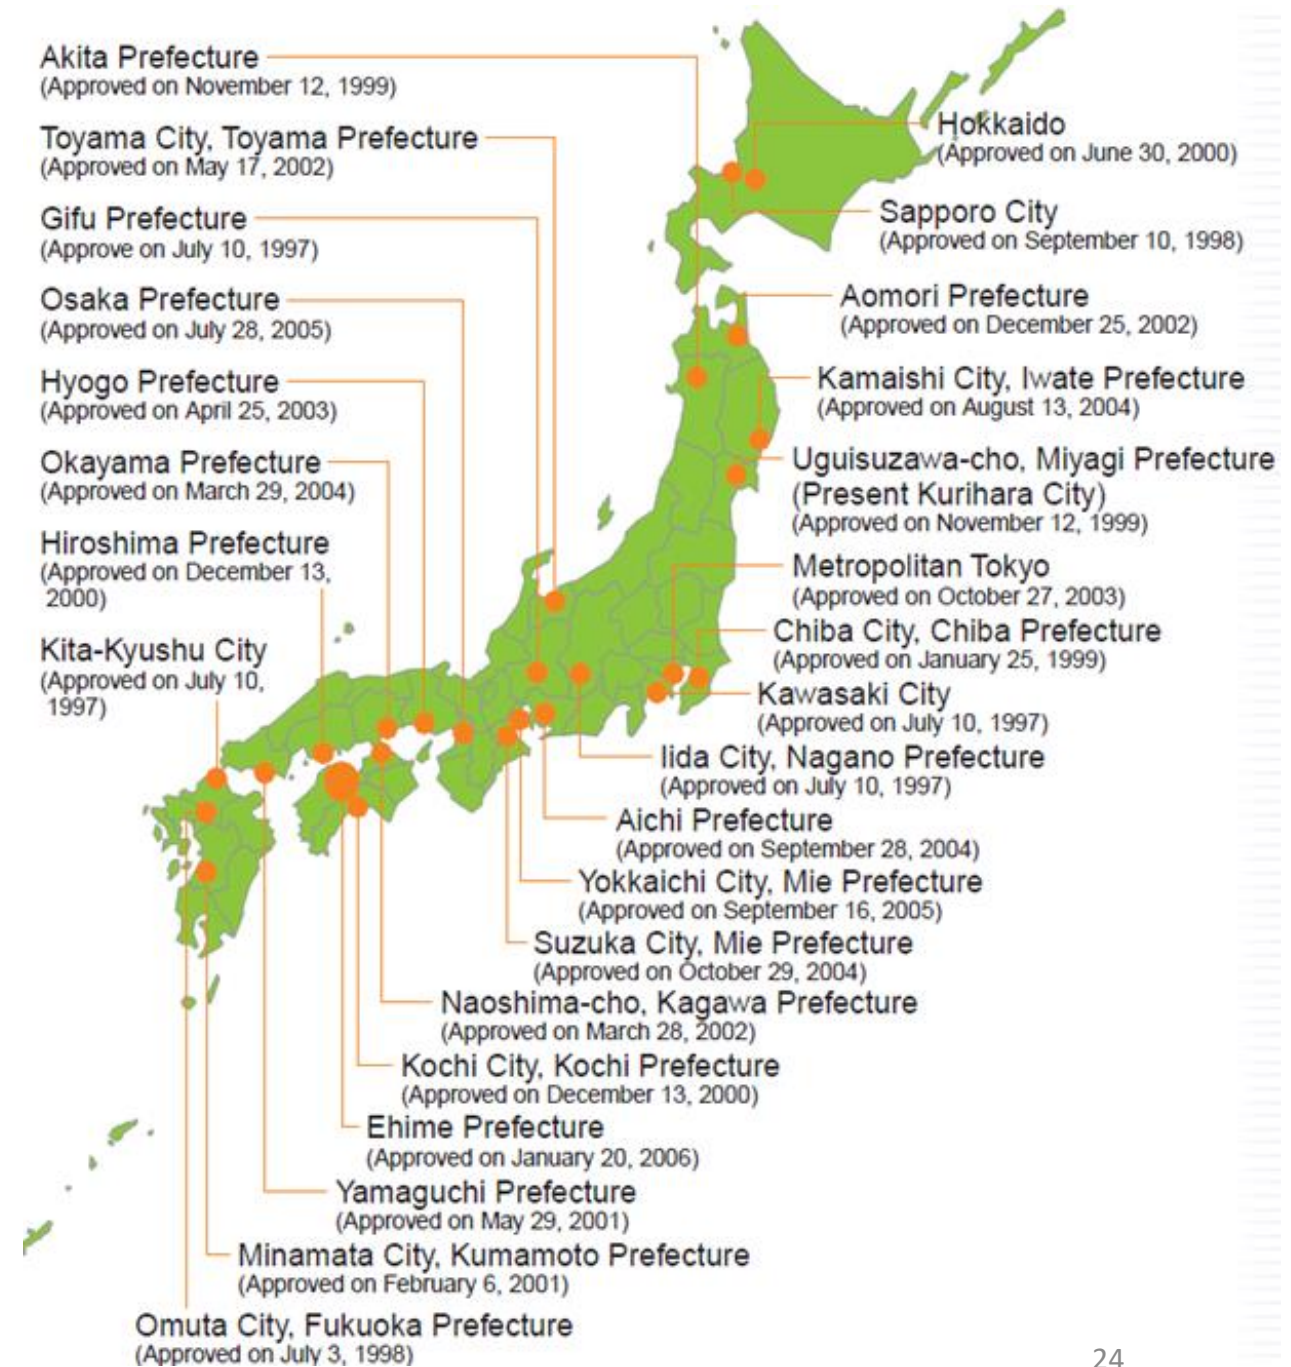 Akita Prefecture
(Approved on November 12, 1999)
Toyama City, Toyama Prefecture
(Approved on May 17, 2002)
Gifu Prefecture
(Approve on July 10, 1997)
Osaka Prefecture
(Approved on July 28, 2005)
Hyogo Prefecture
(Approved on April 25, 2003)
Okayama Prefecture
(Approved on March 29, 2004)
Hiroshima Prefecture
(Approved on December 13,
2000)
Kita-Kyushu City
(Approved on July 10,
1997)
Hokkaido
(Approved on June 30, 2000)
Sapporo City
(Approved on September 10, 1998)
Aomori Prefecture
(Approved on December 25, 2002)
Kamaishi City, Iwate Prefecture
(Approved on August 13, 2004)
Uguisuzawa-cho, Miyagi Prefecture
(Present Kurihara City)
(Approved on November 12, 1999)
Metropolitan Tokyo
(Approved on October 27, 2003)
Chiba City, Chiba Prefecture
(Approved on January 25, 1999)
Kawasaki City
(Approved on July 10, 1997)
Iida City, Nagano Prefecture
(Approved on July 10, 1997)
Aichi Prefecture
(Approved on September 28, 2004)
Yokkaichi City, Mie Prefecture
(Approved on September 16, 2005)
Suzuka City, Mie Prefecture
(Approved on October 29, 2004)
Naoshima-cho, Kagawa Prefecture
(Approved on March 28, 2002)
Kochi City, Kochi Prefecture
(Approved on December 13, 2000)
Ehime Prefecture
(Approved on January 20, 2006)
Yamaguchi Prefecture
(Approved on May 29, 2001)
Minamata City, Kumamoto Prefecture
(Approved on February 6, 2001)
Omuta City, Fukuoka Prefecture
(Approved on July 3, 1998)
24